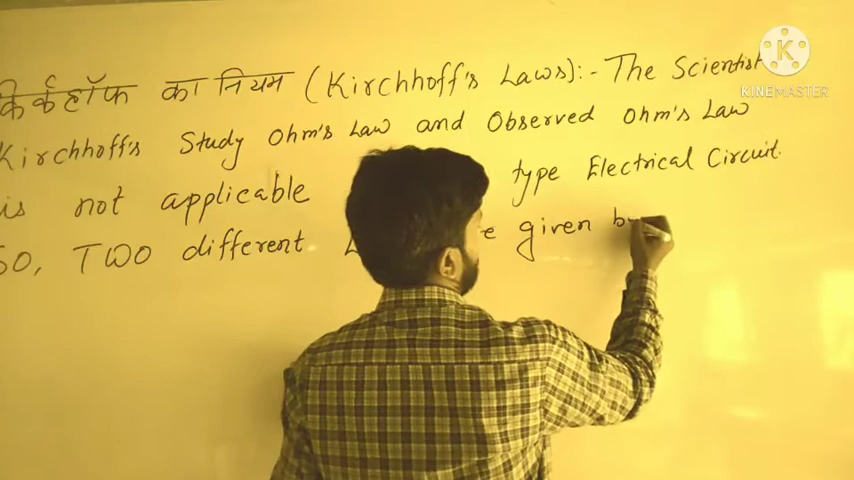 किर्कहॉफ का नियम (Kirchhoff's Laws):- The Scientist
Kirchhoff's Study Ohm's Law and Observed Ohm's Law
is not applicable type Electrical Circuit.
So, TWO different given by
K
KINEMASTER